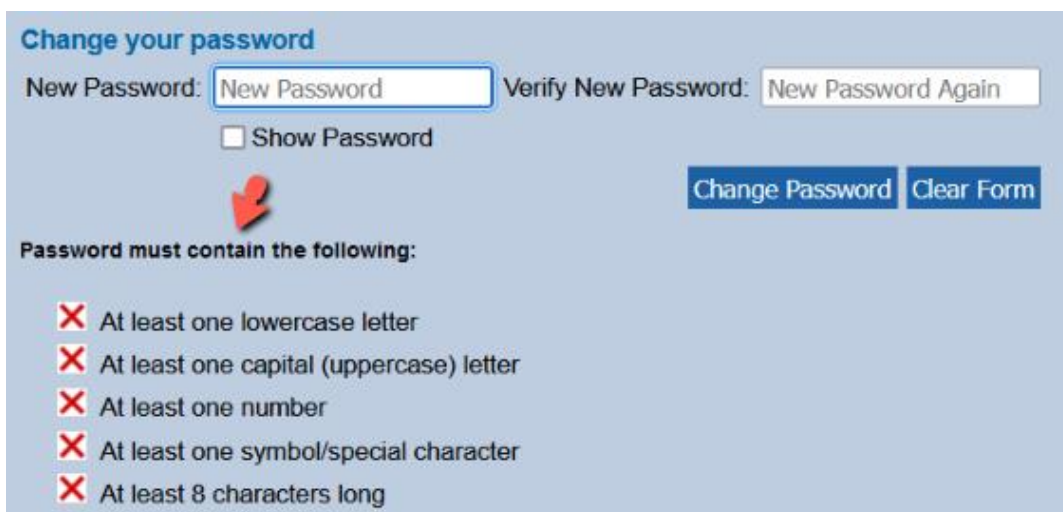 Change your password
New Password: New Password Verify New Password: New Password Again
Show Password
Change Password Clear Form
Password must contain the following:
At least one lowercase letter
At least one capital (uppercase) letter
At least one number
At least one symbol/special character
At least 8 characters long